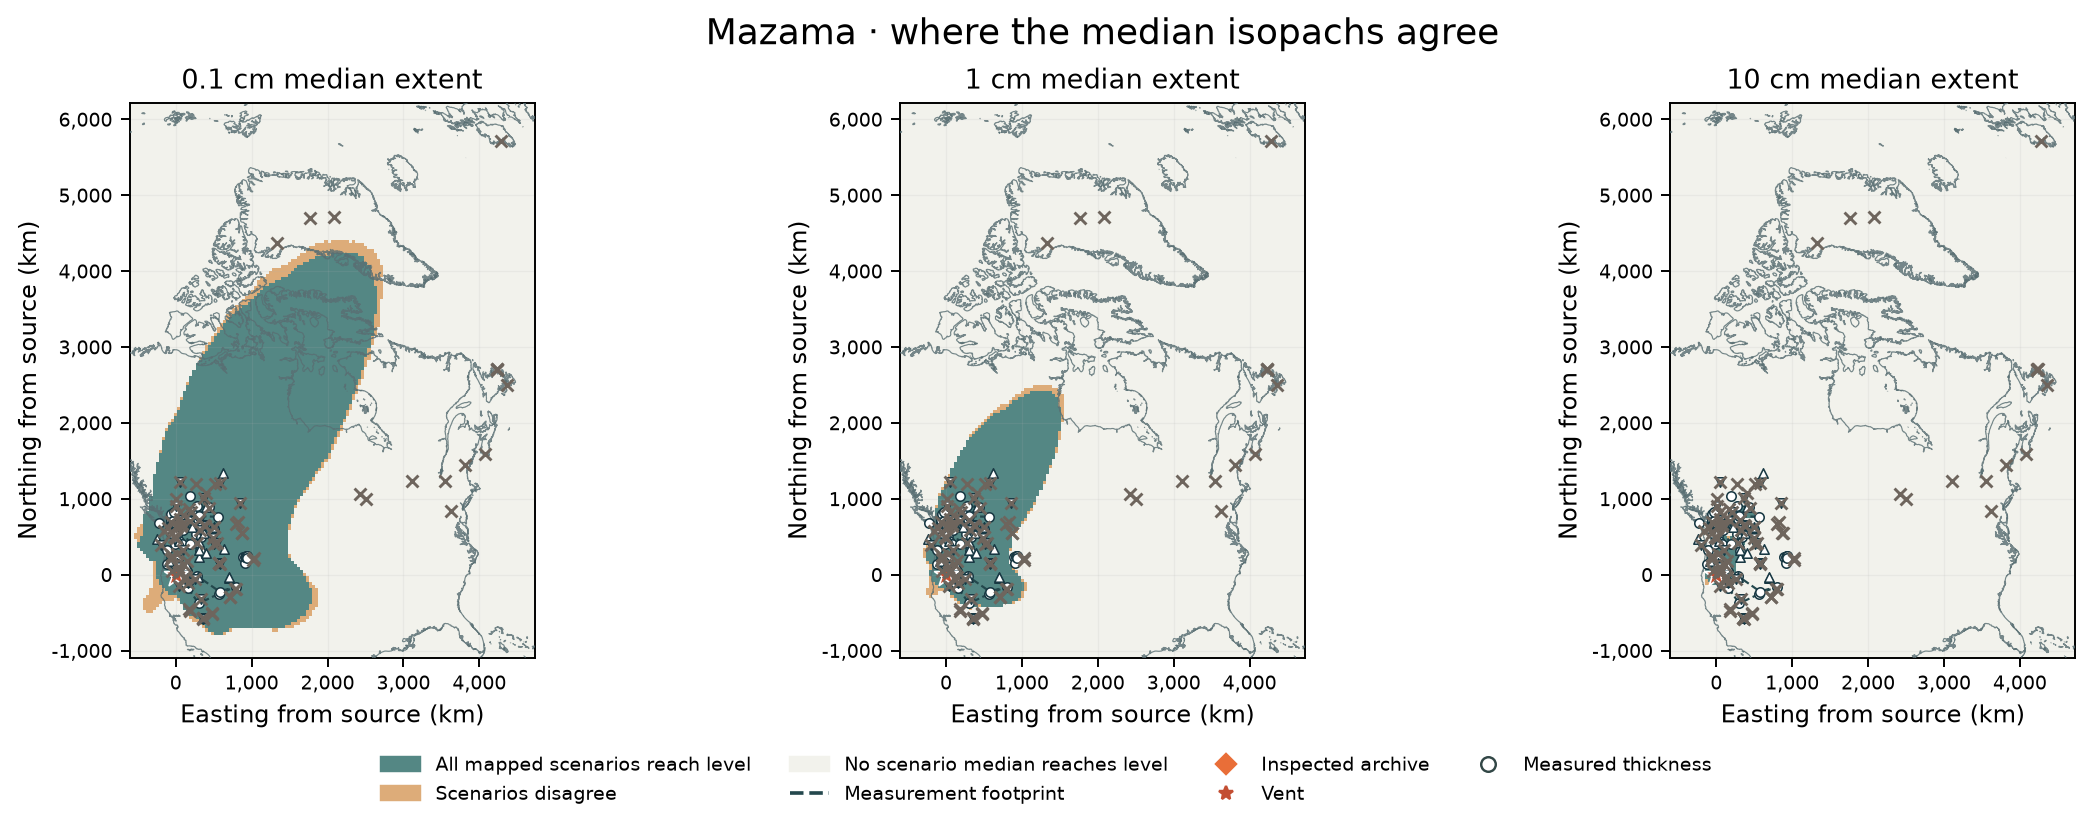 Mazama · where the median isopachs agree
0.1 cm median extent
1 cm median extent
10 cm median extent
Northing from source (km)
6,000
5,000
4,000
3,000
2,000
1,000
0
-1,000
0 1,000 2,000 3,000 4,000
Easting from source (km)
Northing from source (km)
6,000
5,000
4,000
3,000
2,000
1,000
0
-1,000
0 1,000 2,000 3,000 4,000
Easting from source (km)
Northing from source (km)
6,000
5,000
4,000
3,000
2,000
1,000
0
-1,000
0 1,000 2,000 3,000 4,000
Easting from source (km)
All mapped scenarios reach level
Scenarios disagree
No scenario median reaches level
Measurement footprint
Inspected archive
Vent
Measured thickness